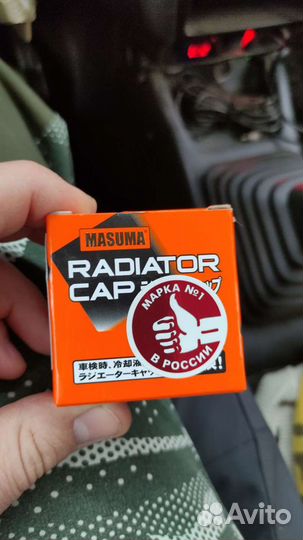 MASUMA
RADIATOR
CAP
МАРКА №1
В РОССИИ
車検時、冷却液
ラジエーターキャ
Avito